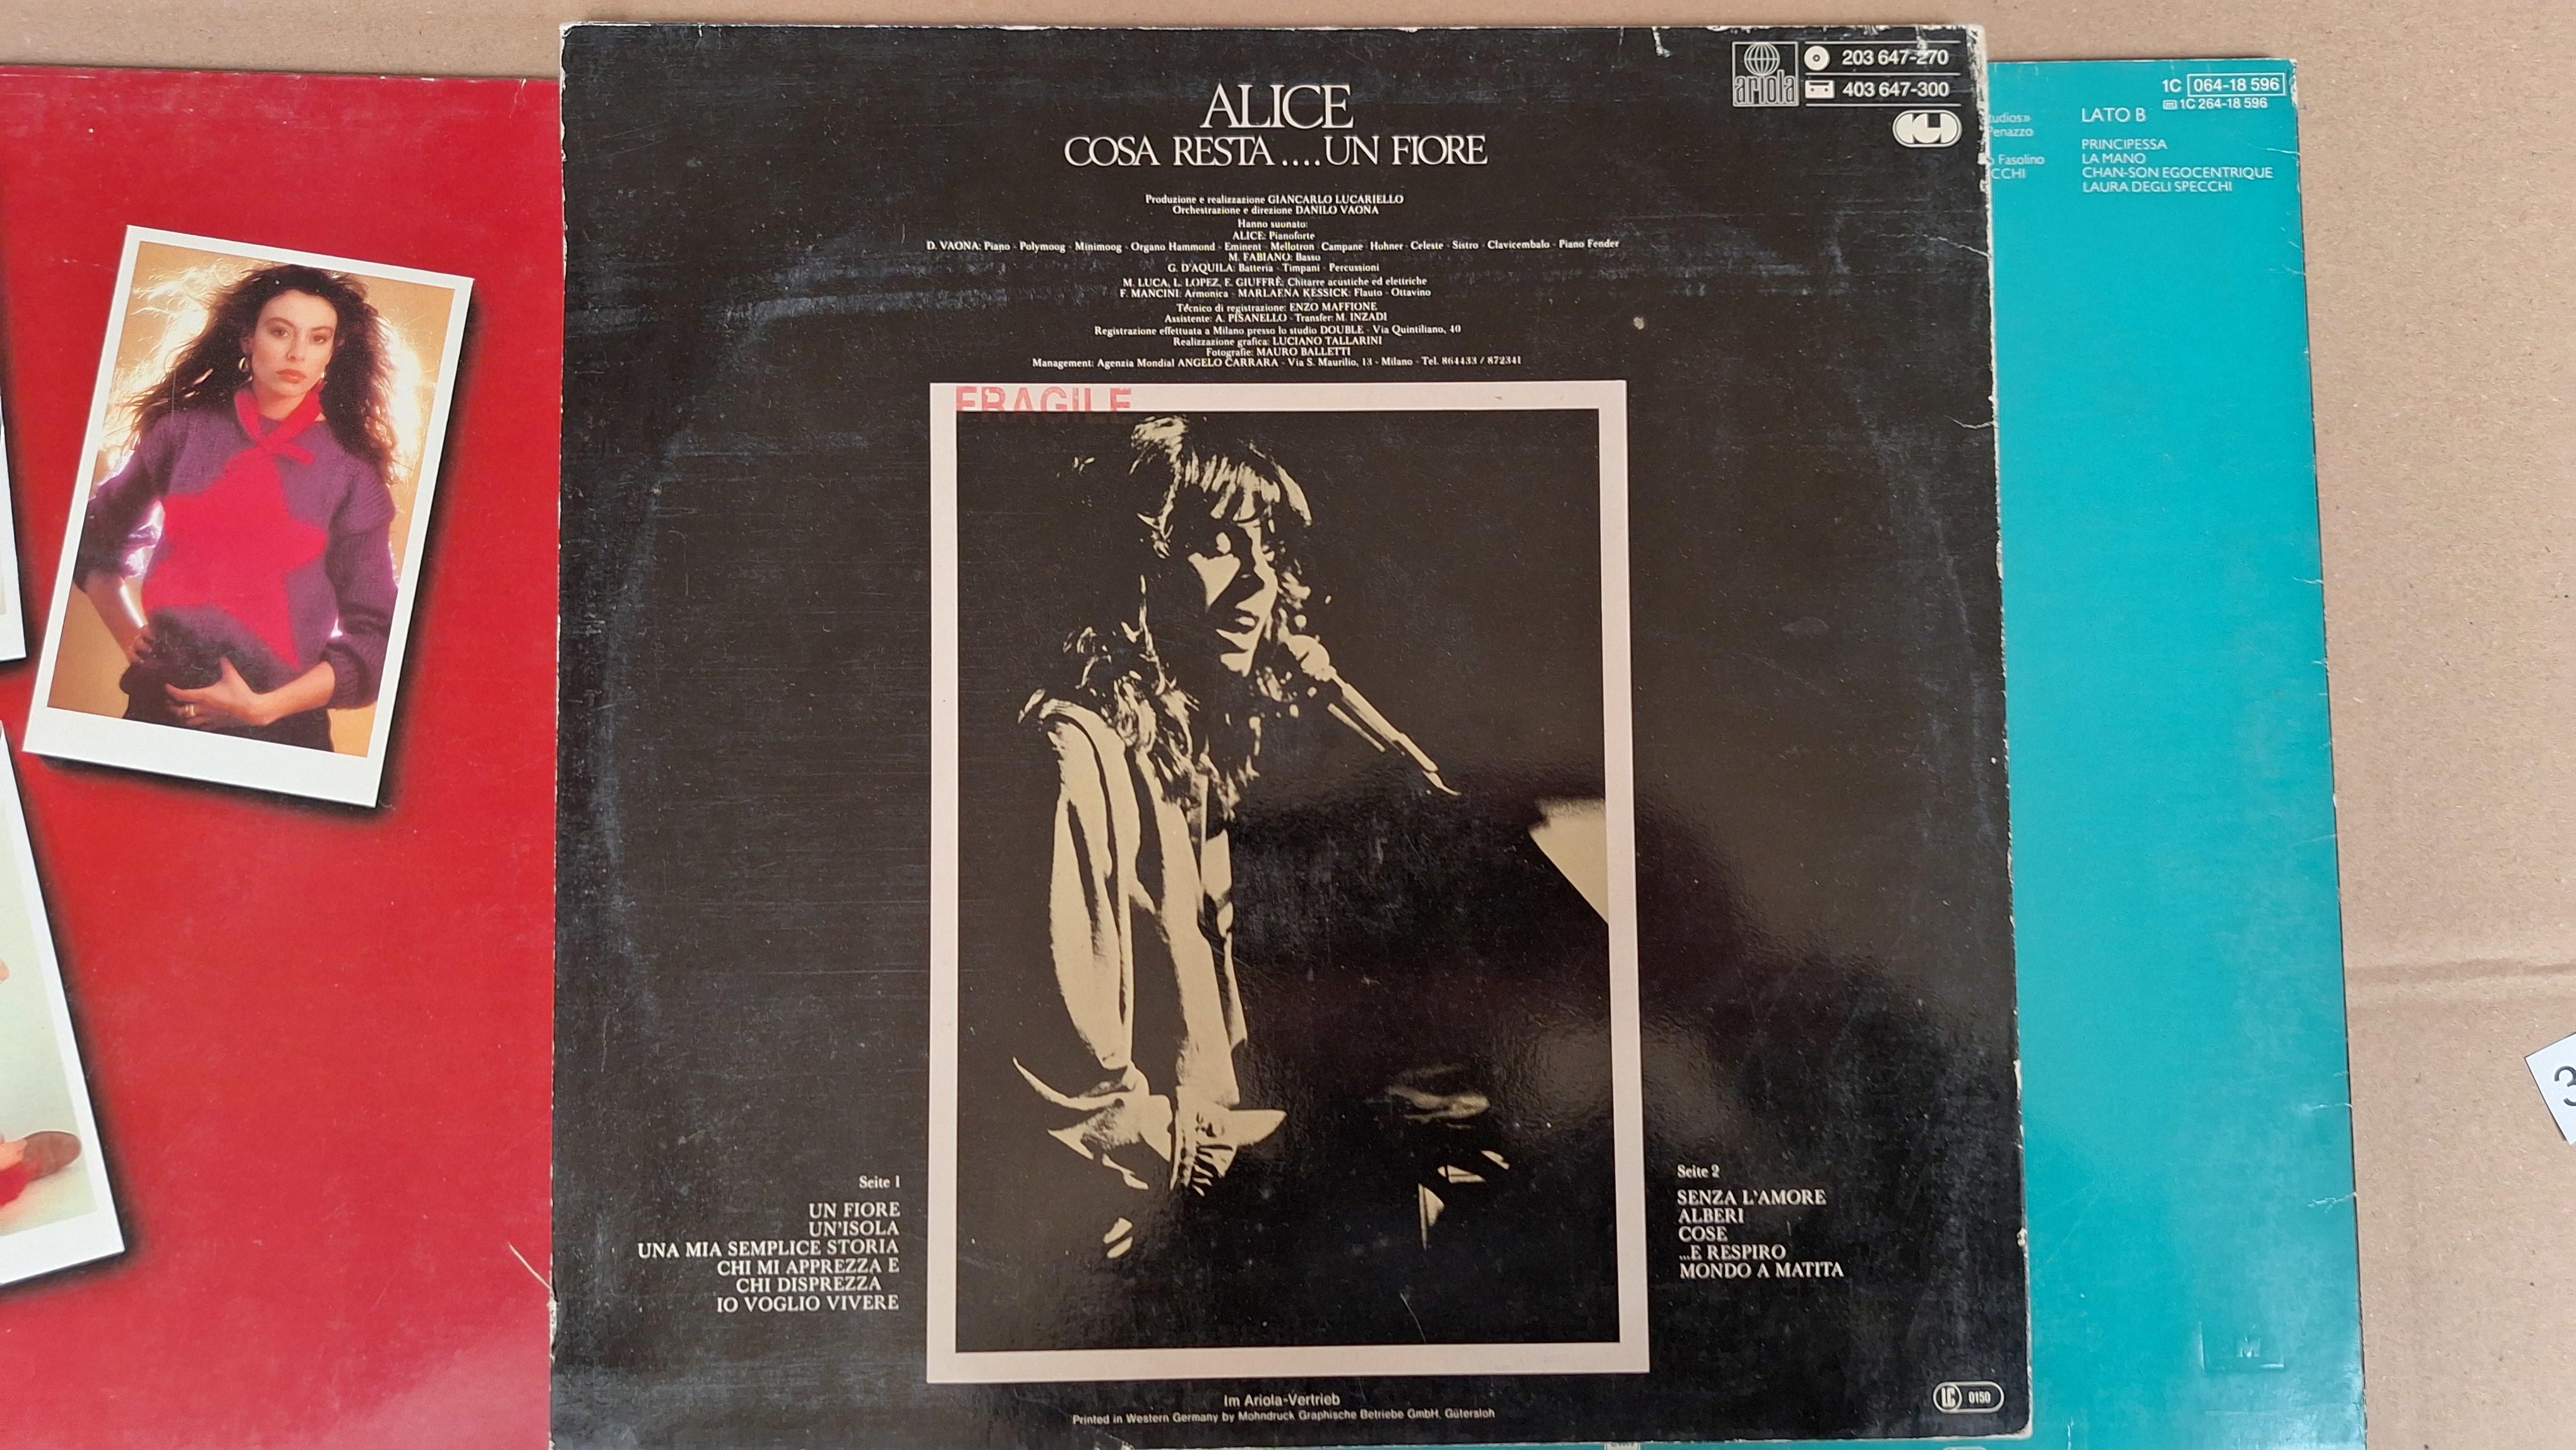 ALICE
COSA RESTA....UN FIORE
ariola
203 647-270
403 647-300
Produzione e realizzazione GIANCARLO LUCARIELLO
Orchestrazione e direzione DANILO VAONA
Hanno suonato:
ALICE: Pianoforte
D. VAONA: Piano - Polymoog - Minimoog - Organo Hammond - Eminent - Mellotron - Campane - Hohner - Celeste - Sistro - Clavicembalo - Piano Fender
M. FABIANO: Basso
G. D'AQUILA: Batteria - Timpani - Percussioni
M. LUCA, L. LOPEZ, F. GIUFFRÈ: Chitarre acustiche ed elettriche
F. MANCINI: Armonica - MARLAENA KESSICK: Flauto - Ottavino
Técnico di registrazione: ENZO MAFFIONE
Assistente: A. PISANELLO - Transfer: M. INZADI
Registrazione effettuata a Milano presso lo studio DOUBLE - Via Quintiliano, 40
Realizzazione grafica: LUCIANO TALLARINI
Fotografie: MAURO BALLETTI
Management: Agenzia Mondial ANGELO CARRARA - Via S. Maurilio, 13 - Milano - Tel. 864433 / 872341
FRAGILE
Seite 1
UN FIORE
UN'ISOLA
UNA MIA SEMPLICE STORIA
CHI MI APPREZZA E
CHI DISPREZZA
IO VOGLIO VIVERE
Seite 2
SENZA L'AMORE
ALBERI
COSE
...E RESPIRO
MONDO A MATITA
Im Ariola-Vertrieb
Printed in Western Germany by Mohndruck Graphische Betriebe GmbH, Gütersloh
LC 0150
1C 064-18 596
1C 264-18 596
tudios»
Penazzo
Fasolino
CCHI
LATO B
PRINCIPESSA
LA MANO
CHAN-SON EGOCENTRIQUE
LAURA DEGLI SPECCHI
M
3